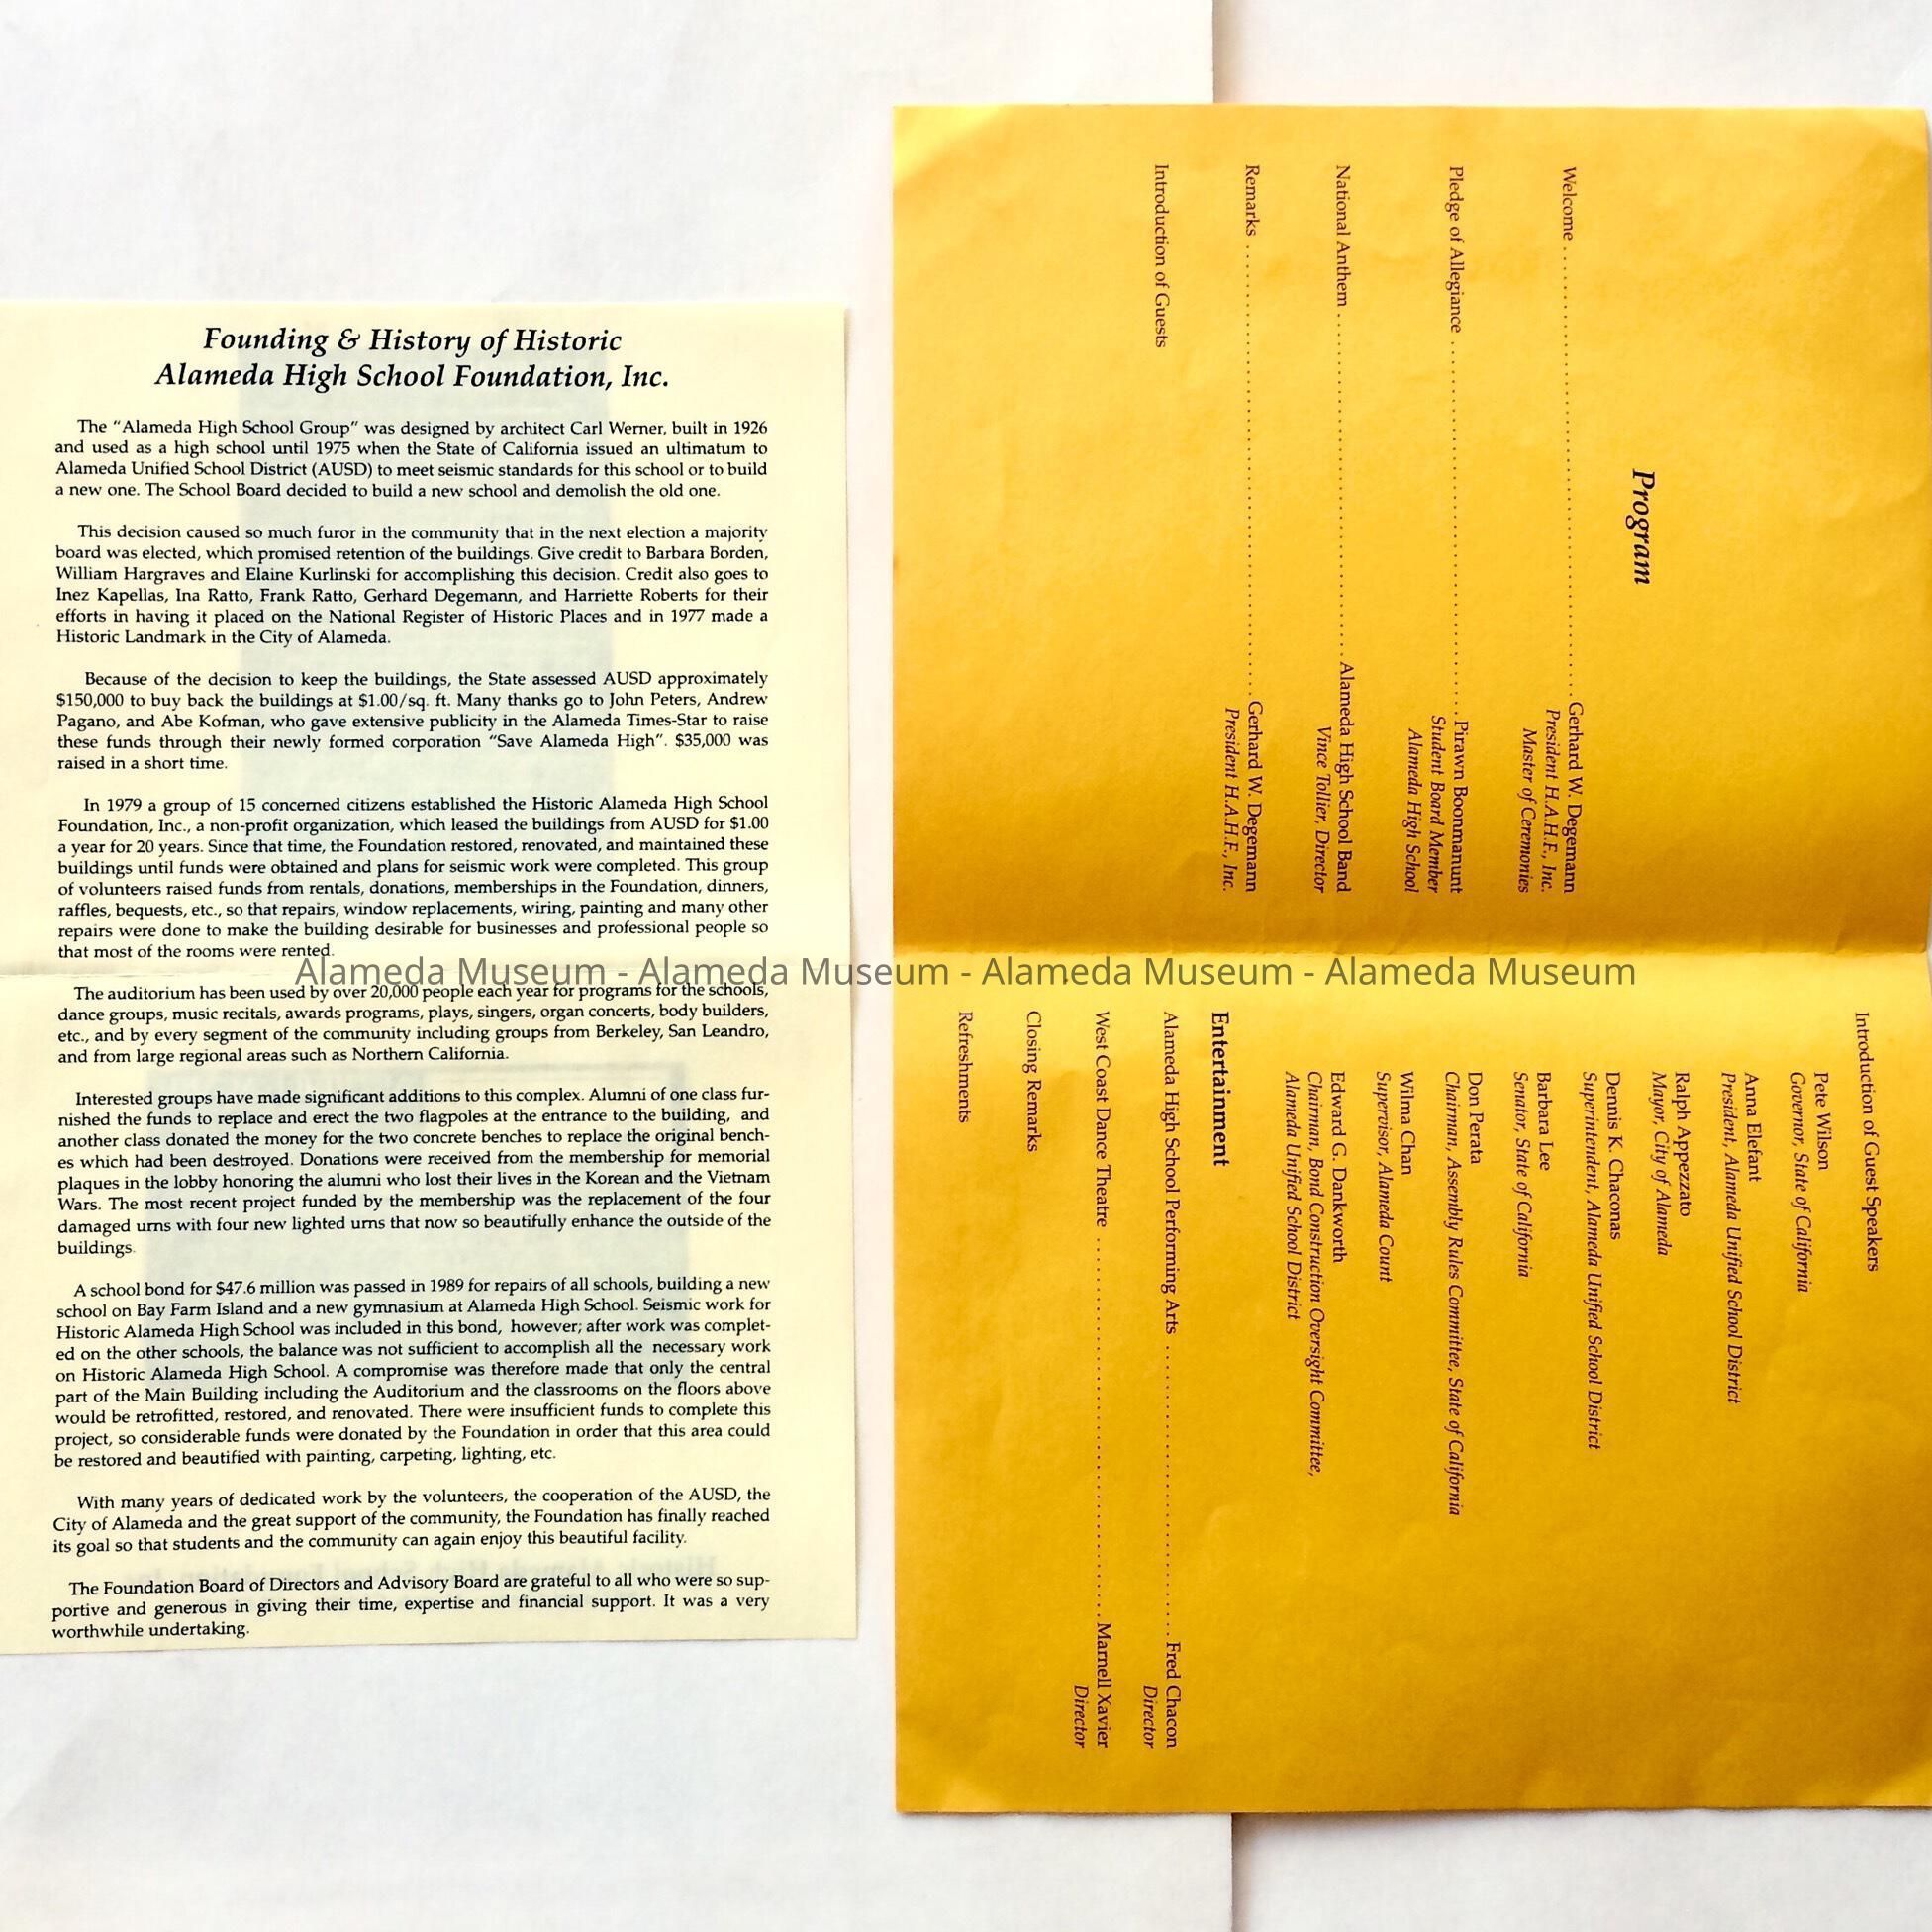 Founding & History of Historic
Alameda High School Foundation, Inc.
The “Alameda High School Group” was designed by architect Carl Werner, built in 1926
and used as a high school until 1975 when the State of California issued an ultimatum to
Alameda Unified School District (AUSD) to meet seismic standards for this school or to build
a new one. The School Board decided to build a new school and demolish the old one.
This decision caused so much furor in the community that in the next election a majority
board was elected, which promised retention of the buildings. Give credit to Barbara Borden,
William Hargraves and Elaine Kurlinski for accomplishing this decision. Credit also goes to
Inez Kapellas, Ina Ratto, Frank Ratto, Gerhard Degemann, and Harriette Roberts for their
efforts in having it placed on the National Register of Historic Places and in 1977 made a
Historic Landmark in the City of Alameda.
Because of the decision to keep the buildings, the State assessed AUSD approximately
$150,000 to buy back the buildings at $1.00/sq. ft. Many thanks go to John Peters, Andrew
Pagano, and Abe Kofman, who gave extensive publicity in the Alameda Times-Star to raise
these funds through their newly formed corporation “Save Alameda High”. $35,000 was
raised in a short time.
In 1979 a group of 15 concerned citizens established the Historic Alameda High School
Foundation, Inc., a non-profit organization, which leased the buildings from AUSD for $1.00
a year for 20 years. Since that time, the Foundation restored, renovated, and maintained these
buildings until funds were obtained and plans for seismic work were completed. This group
of volunteers raised funds from rentals, donations, memberships in the Foundation, dinners,
raffles, bequests, etc., so that repairs, window replacements, wiring, painting and many other
repairs were done to make the building desirable for businesses and professional people so
that most of the rooms were rented.
The auditorium has been used by over 20,000 people each year for programs for the schools,
dance groups, music recitals, awards programs, plays, singers, organ concerts, body builders,
etc., and by every segment of the community including groups from Berkeley, San Leandro,
and from large regional areas such as Northern California.
Interested groups have made significant additions to this complex. Alumni of one class fur-
nished the funds to replace and erect the two flagpoles at the entrance to the building, and
another class donated the money for the two concrete benches to replace the original bench-
es which had been destroyed. Donations were received from the membership for memorial
plaques in the lobby honoring the alumni who lost their lives in the Korean and the Vietnam
Wars. The most recent project funded by the membership was the replacement of the four
damaged urns with four new lighted urns that now so beautifully enhance the outside of the
buildings.
A school bond for $47.6 million was passed in 1989 for repairs of all schools, building a new
school on Bay Farm Island and a new gymnasium at Alameda High School. Seismic work for
Historic Alameda High School was included in this bond, however; after work was complet-
ed on the other schools, the balance was not sufficient to accomplish all the necessary work
on Historic Alameda High School. A compromise was therefore made that only the central
part of the Main Building including the Auditorium and the classrooms on the floors above
would be retrofitted, restored, and renovated. There were insufficient funds to complete this
project, so considerable funds were donated by the Foundation in order that this area could
be restored and beautified with painting, carpeting, lighting, etc.
With many years of dedicated work by the volunteers, the cooperation of the AUSD, the
City of Alameda and the great support of the community, the Foundation has finally reached
its goal so that students and the community can again enjoy this beautiful facility.
The Foundation Board of Directors and Advisory Board are grateful to all who were so sup-
portive and generous in giving their time, expertise and financial support. It was a very
worthwhile undertaking.
Alameda Museum - Alameda Museum - Alameda Museum - Alameda Museum
Program
Welcome ........ Gerhard W. Degemann
President H.A.H.F., Inc.
Master of Ceremonies
Pledge of Allegiance ........ Pirawn Boonmanunt
Student Board Member
Alameda High School
National Anthem ........ Alameda High School Band
Vince Tollier, Director
Remarks ........ Gerhard W. Degemann
President H.A.H.F., Inc.
Introduction of Guests
Introduction of Guest Speakers
Pete Wilson
Governor, State of California
Anna Elefant
President, Alameda Unified School District
Ralph Appezzato
Mayor, City of Alameda
Dennis K. Chaconas
Superintendent, Alameda Unified School District
Barbara Lee
Senator, State of California
Don Perata
Chairman, Assembly Rules Committee, State of California
Wilma Chan
Supervisor, Alameda Count
Edward G. Dankworth
Chairman, Bond Construction Oversight Committee,
Alameda Unified School District
Entertainment
Alameda High School Performing Arts ........ Fred Chacon
Director
West Coast Dance Theatre ........ Marnell Xavier
Director
Closing Remarks
Refreshments